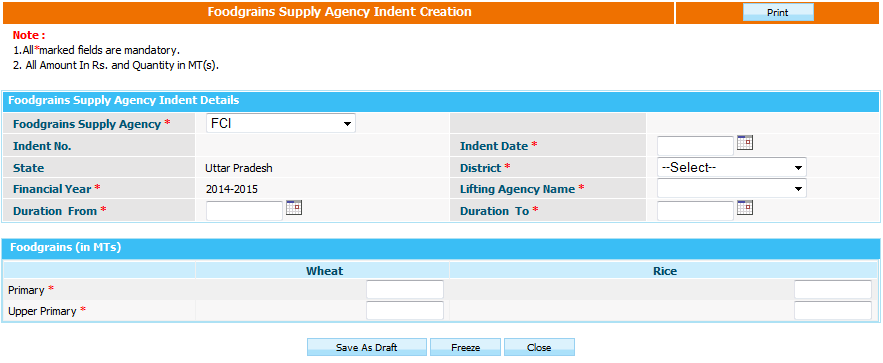 Foodgrains Supply Agency Indent Creation Print
Note :
1.All*marked fields are mandatory.
2. All Amount In Rs. and Quantity in MT(s).
Foodgrains Supply Agency Indent Details
Foodgrains Supply Agency * FCI
Indent No. Indent Date *
State Uttar Pradesh District * --Select--
Financial Year * 2014-2015 Lifting Agency Name *
Duration From * Duration To *
Foodgrains (in MTs)
Wheat Rice
Primary *
Upper Primary *
Save As Draft Freeze Close